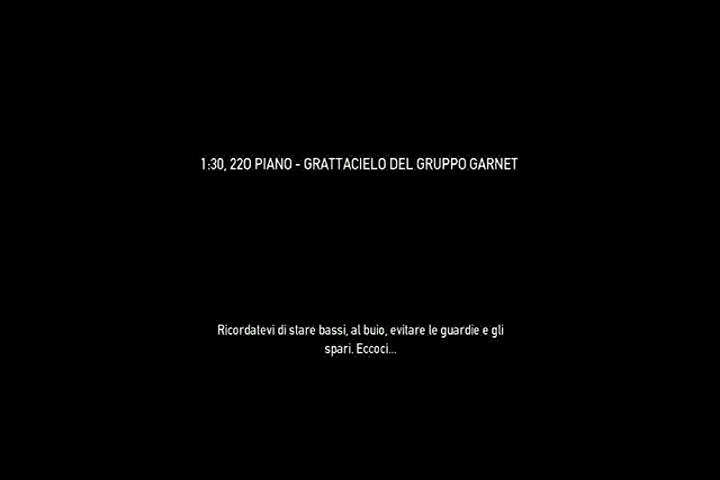 1:30, 22O PIANO - GRATTACIELO DEL GRUPPO GARNET
Ricordatevi di stare bassi, al buio, evitare le guardie e gli
spari. Eccoci...